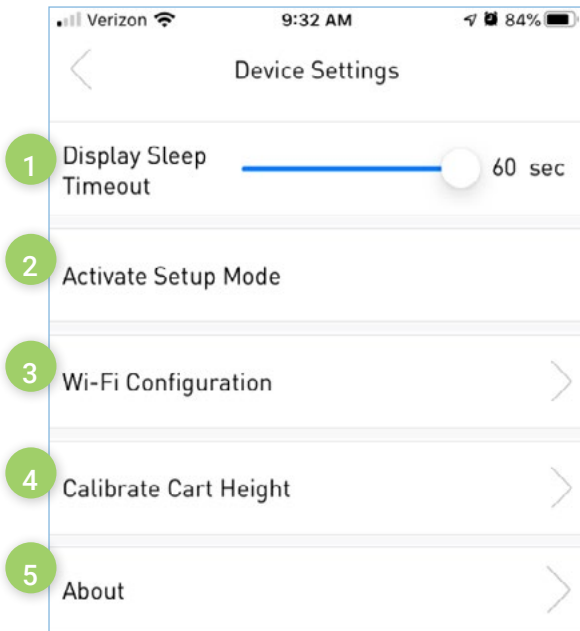 Verizon 9:32 AM 84%
Device Settings
1 Display Sleep
Timeout 60 sec
2 Activate Setup Mode
3 Wi-Fi Configuration
4 Calibrate Cart Height
5 About